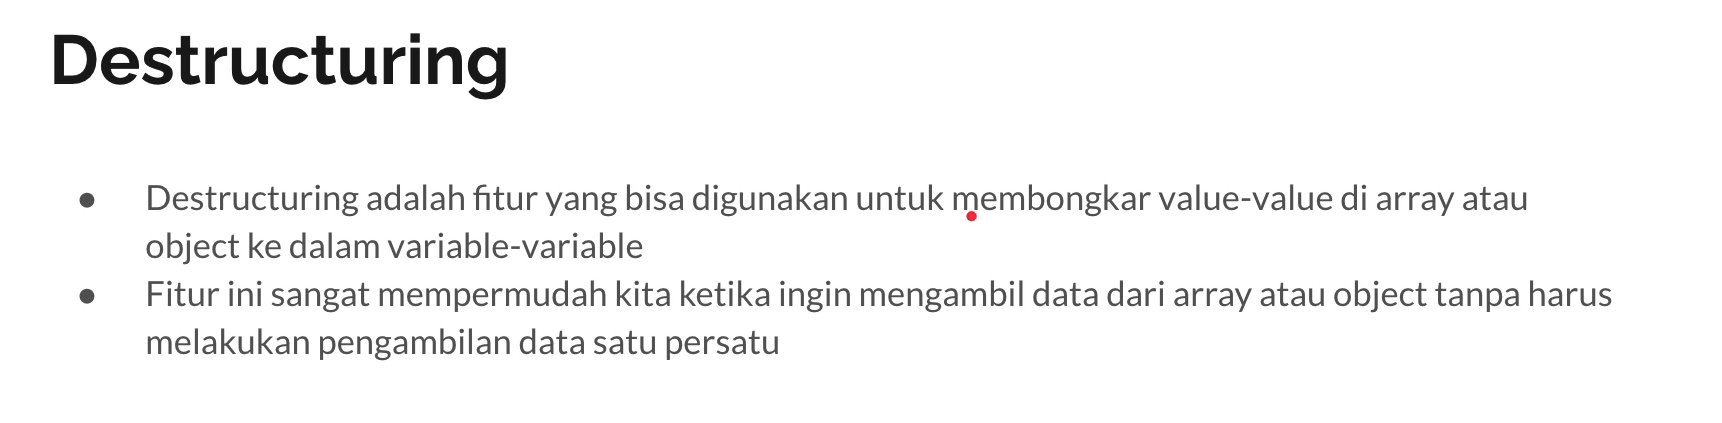 Destructuring
● Destructuring adalah fitur yang bisa digunakan untuk membongkar value-value di array atau
object ke dalam variable-variable
● Fitur ini sangat mempermudah kita ketika ingin mengambil data dari array atau object tanpa harus
melakukan pengambilan data satu persatu